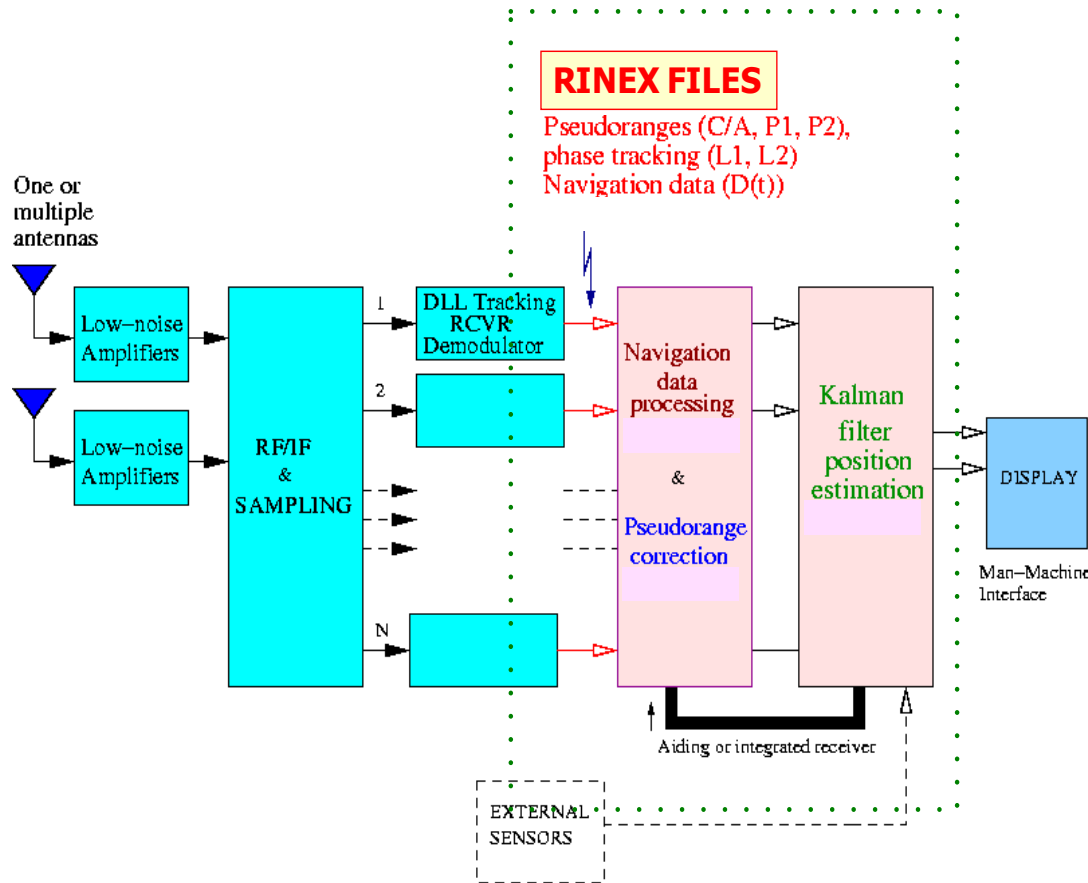 RINEX FILES
Pseudoranges (C/A, P1, P2),
phase tracking (L1, L2)
Navigation data (D(t))
One or
multiple
antennas
Low-noise
Amplifiers
Low-noise
Amplifiers
RF/IF
&
SAMPLING
1
2
N
DLL Tracking
RCVR
Demodulator
Navigation
data
processing
&
Pseudorange
correction
Kalman
filter
position
estimation
DISPLAY
Man-Machine
Interface
Aiding or integrated receiver
EXTERNAL
SENSORS